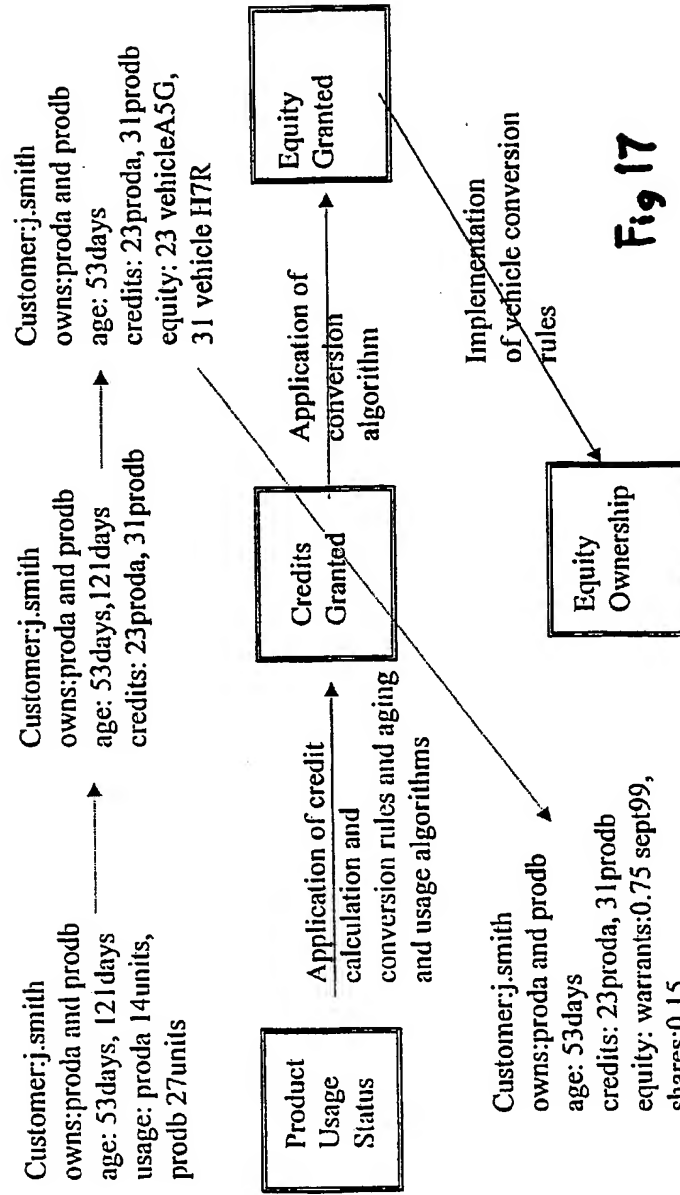 Customer:j.smith
owns:proda and prodb
age: 53days, 121days
usage: proda 14units,
prodb 27units
Customer:j.smith
owns:proda and prodb
age: 53days,121days
credits: 23proda, 31prodb
Customer:j.smith
owns:proda and prodb
age: 53days
credits: 23proda, 31prodb
equity: 23 vehicleA5G,
31 vehicle H7R
Product
Usage
Status
Application of credit
calculation and
conversion rules and aging
and usage algorithms
Credits
Granted
Application of
conversion
algorithm
Equity
Granted
Implementation
of vehicle conversion
rules
Equity
Ownership
Customer:j.smith
owns:proda and prodb
age: 53days
credits: 23proda, 31prodb
equity: warrants:0.75 sept99,
shares:0.15
Fig 17